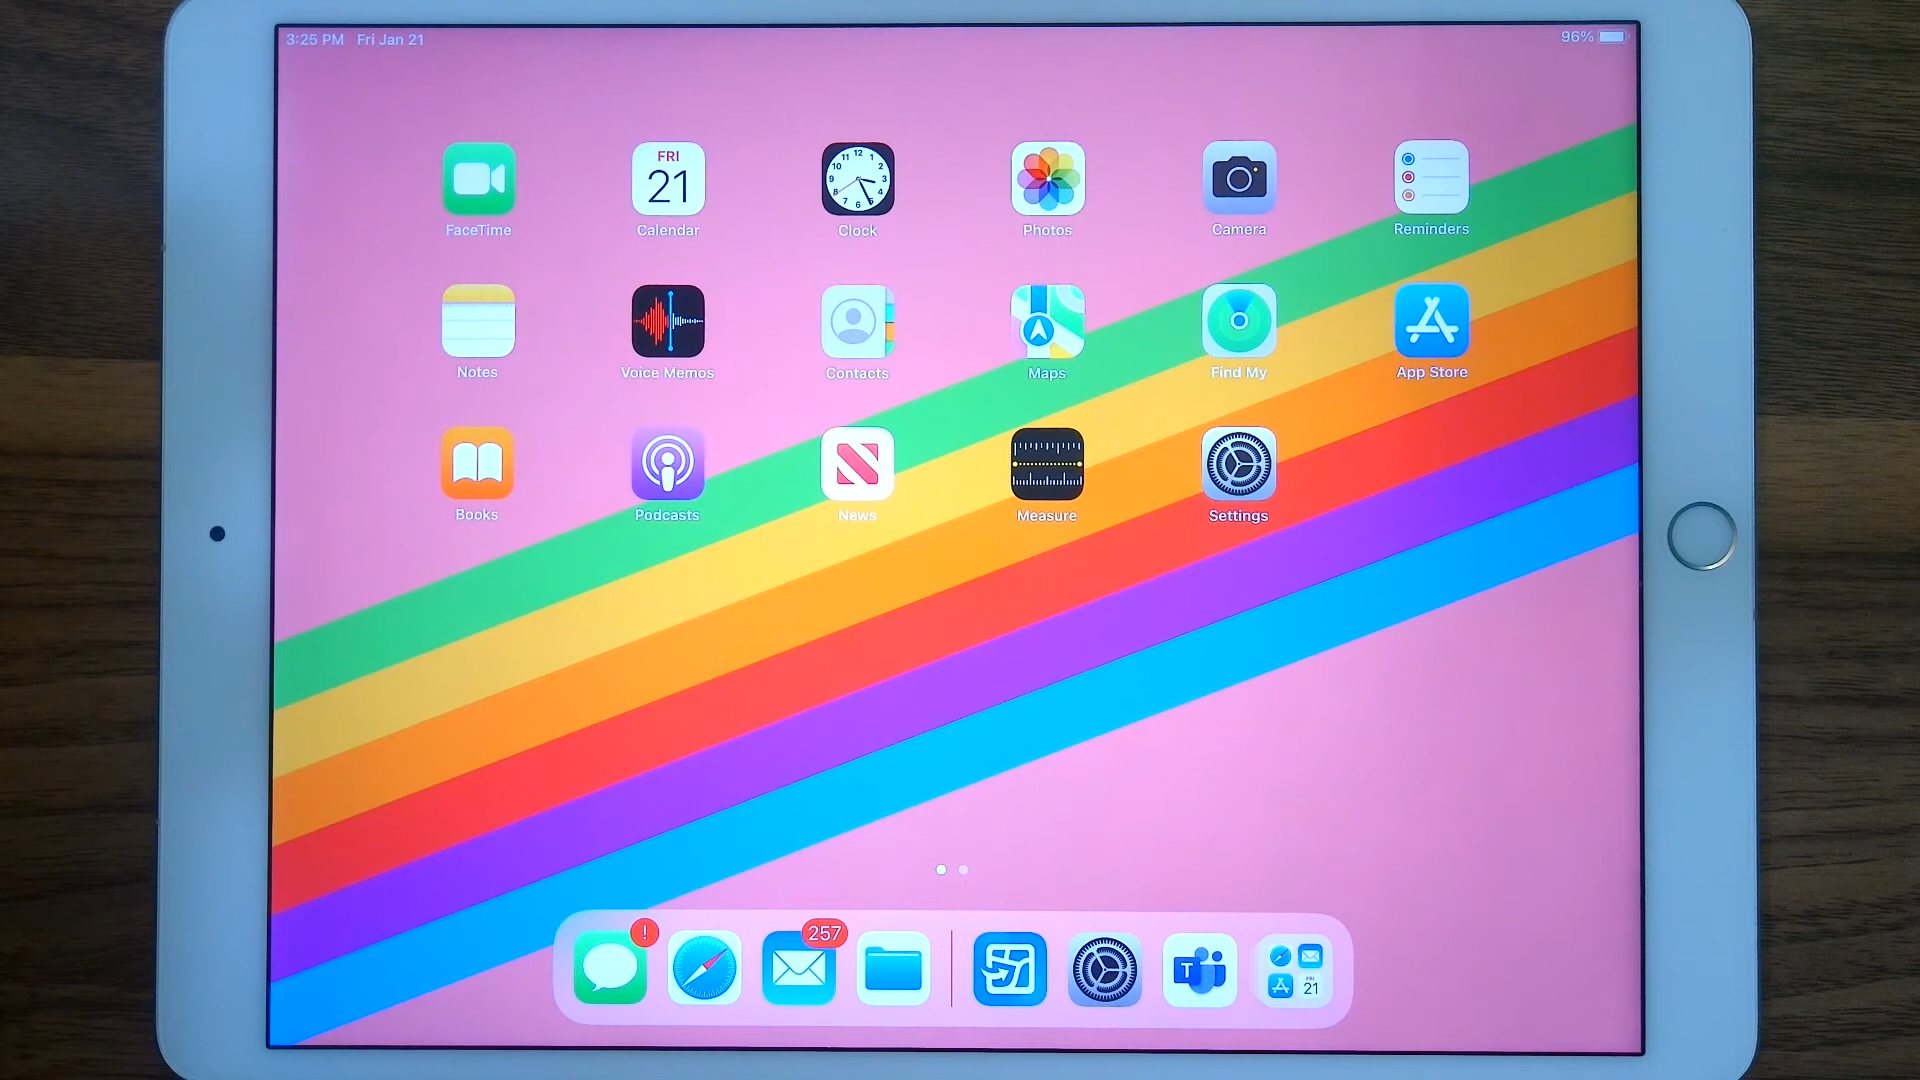 3:25 PM Fri Jan 21
96%
FRI
21
FaceTime
Calendar
Clock
Photos
Camera
Reminders
Notes
Voice Memos
Contacts
Maps
Find My
App Store
Books
Podcasts
News
Measure
Settings
!
257
T
21